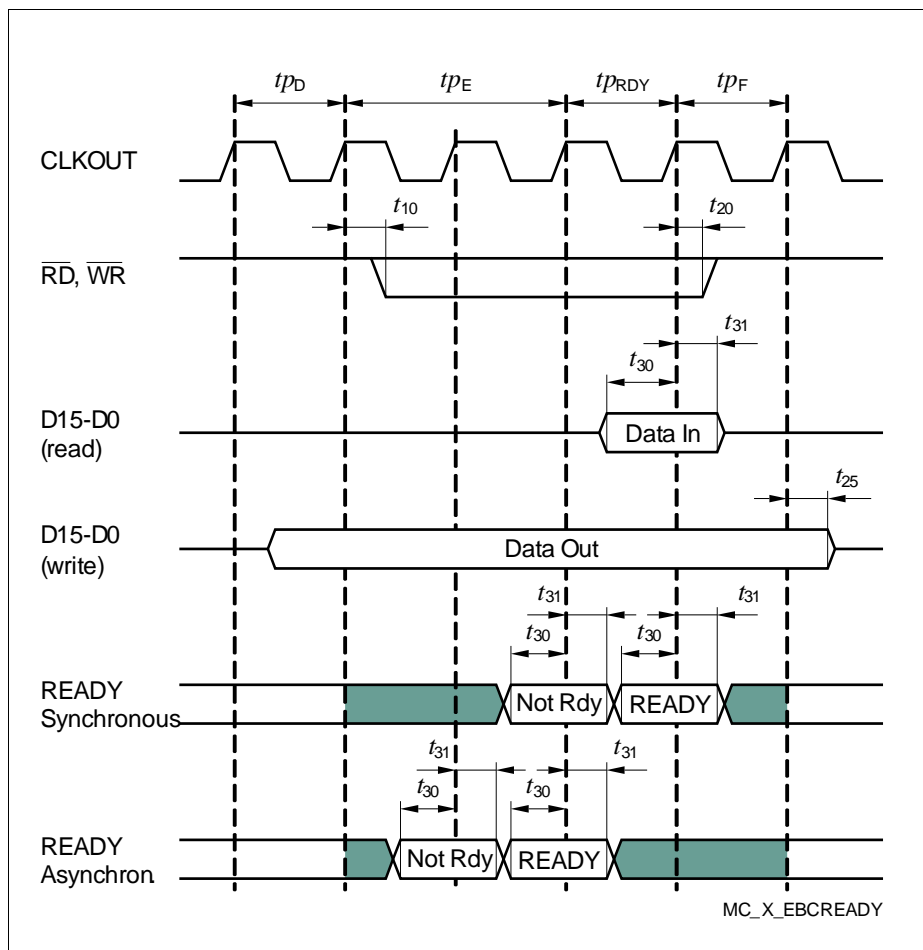 tpD tpE tpRDY tpF
CLKOUT
t10 t20
RD, WR
t31
t30
D15-D0
(read)
Data In
t25
D15-D0
(write)
Data Out
t31 t31
t30 t30
READY
Synchronous
Not Rdy READY
t31 t31
t30 t30
READY
Asynchron.
Not Rdy READY
MC_X_EBCREADY